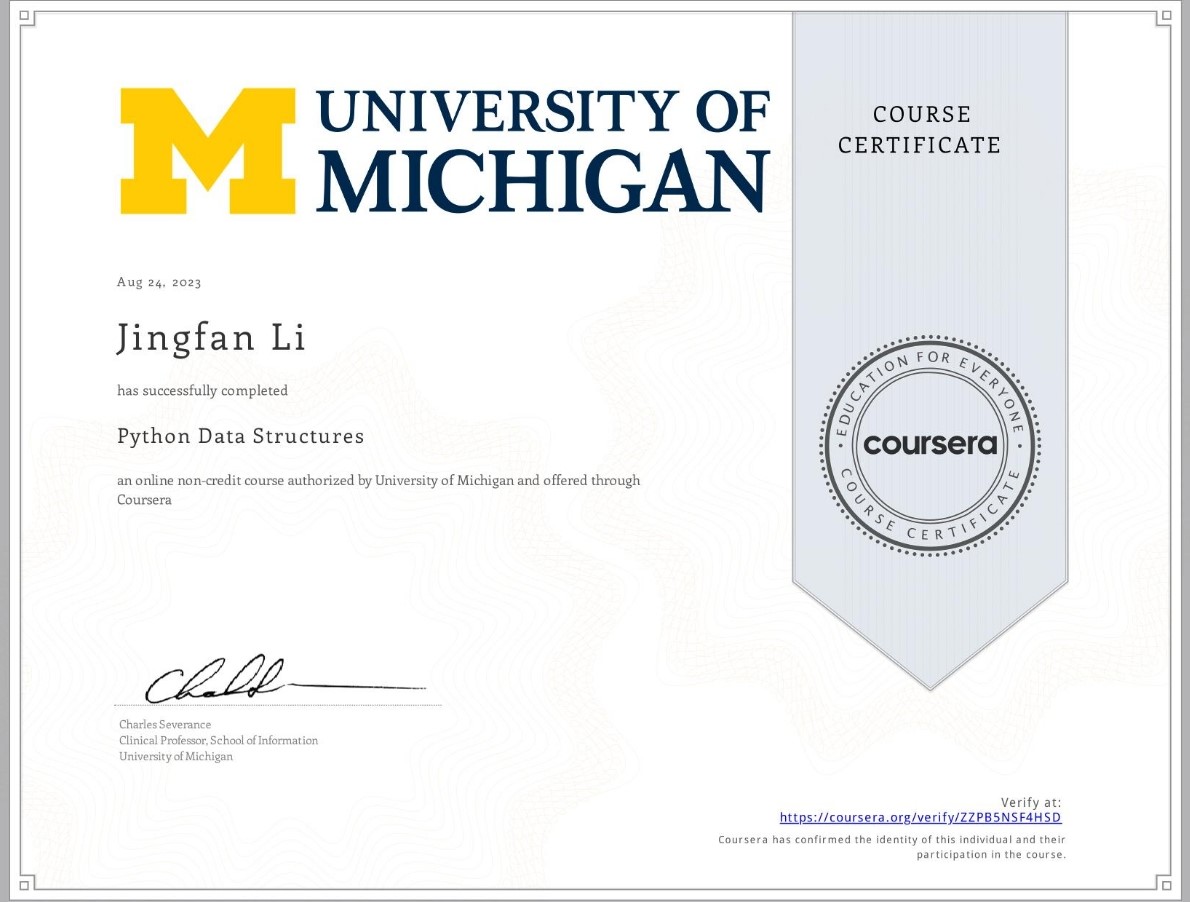 UNIVERSITY OF
MICHIGAN
COURSE
CERTIFICATE
Aug 24, 2023
Jingfan Li
has successfully completed
Python Data Structures
an online non-credit course authorized by University of Michigan and offered through
Coursera
EDUCATION FOR EVERYONE
coursera
COURSE CERTIFICATE
Charles Severance
Clinical Professor, School of Information
University of Michigan
Verify at:
https://coursera.org/verify/ZZPB5NSF4HSD
Coursera has confirmed the identity of this individual and their
participation in the course.